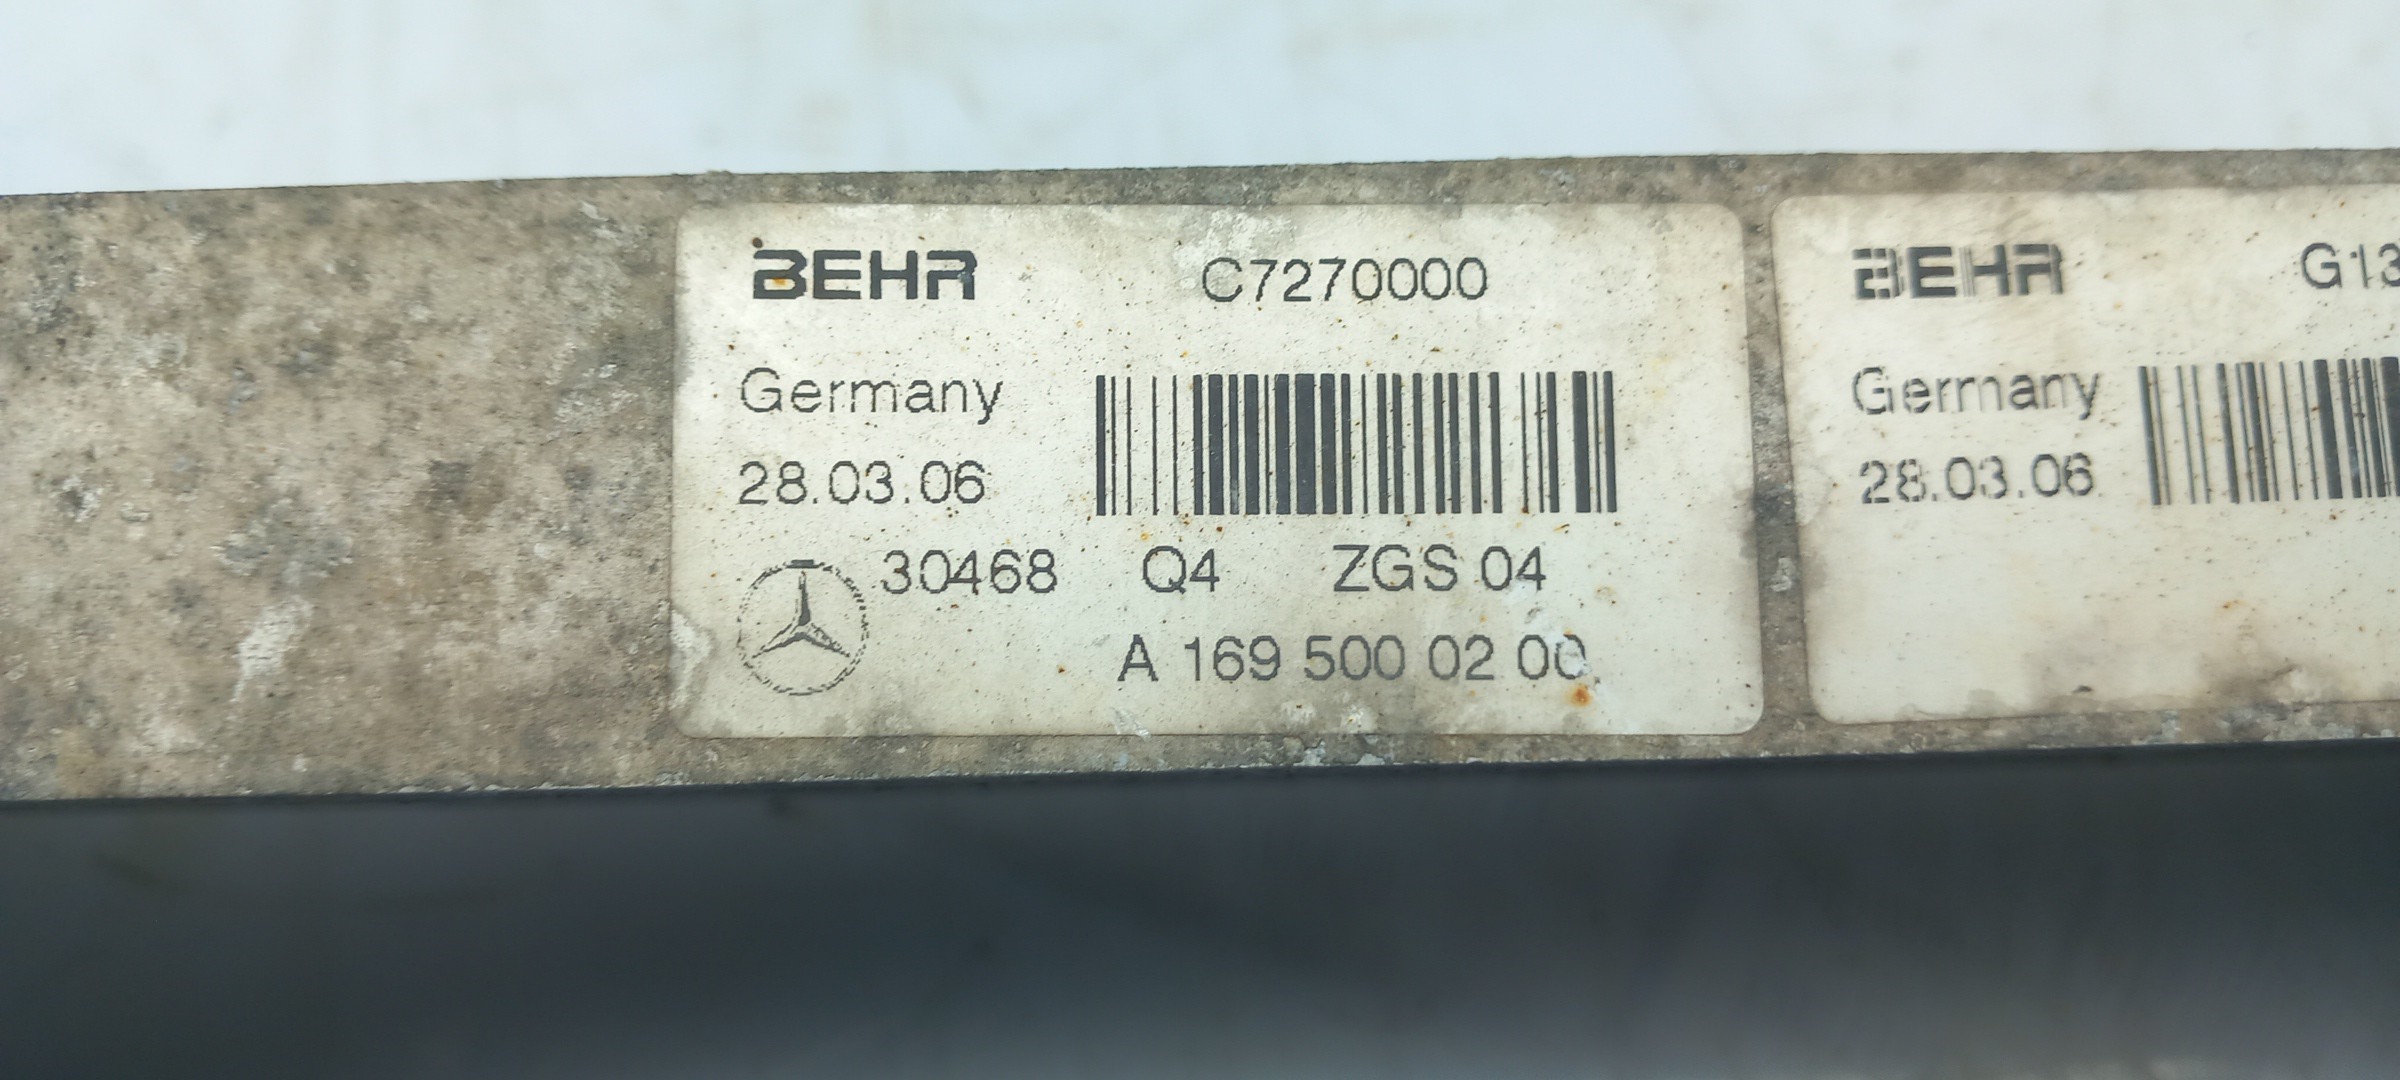 BEHR C7270000
Germany
28.03.06
30468 Q4 ZGS 04
A 169 500 02 00
BEHR G13
Germany
28.03.06